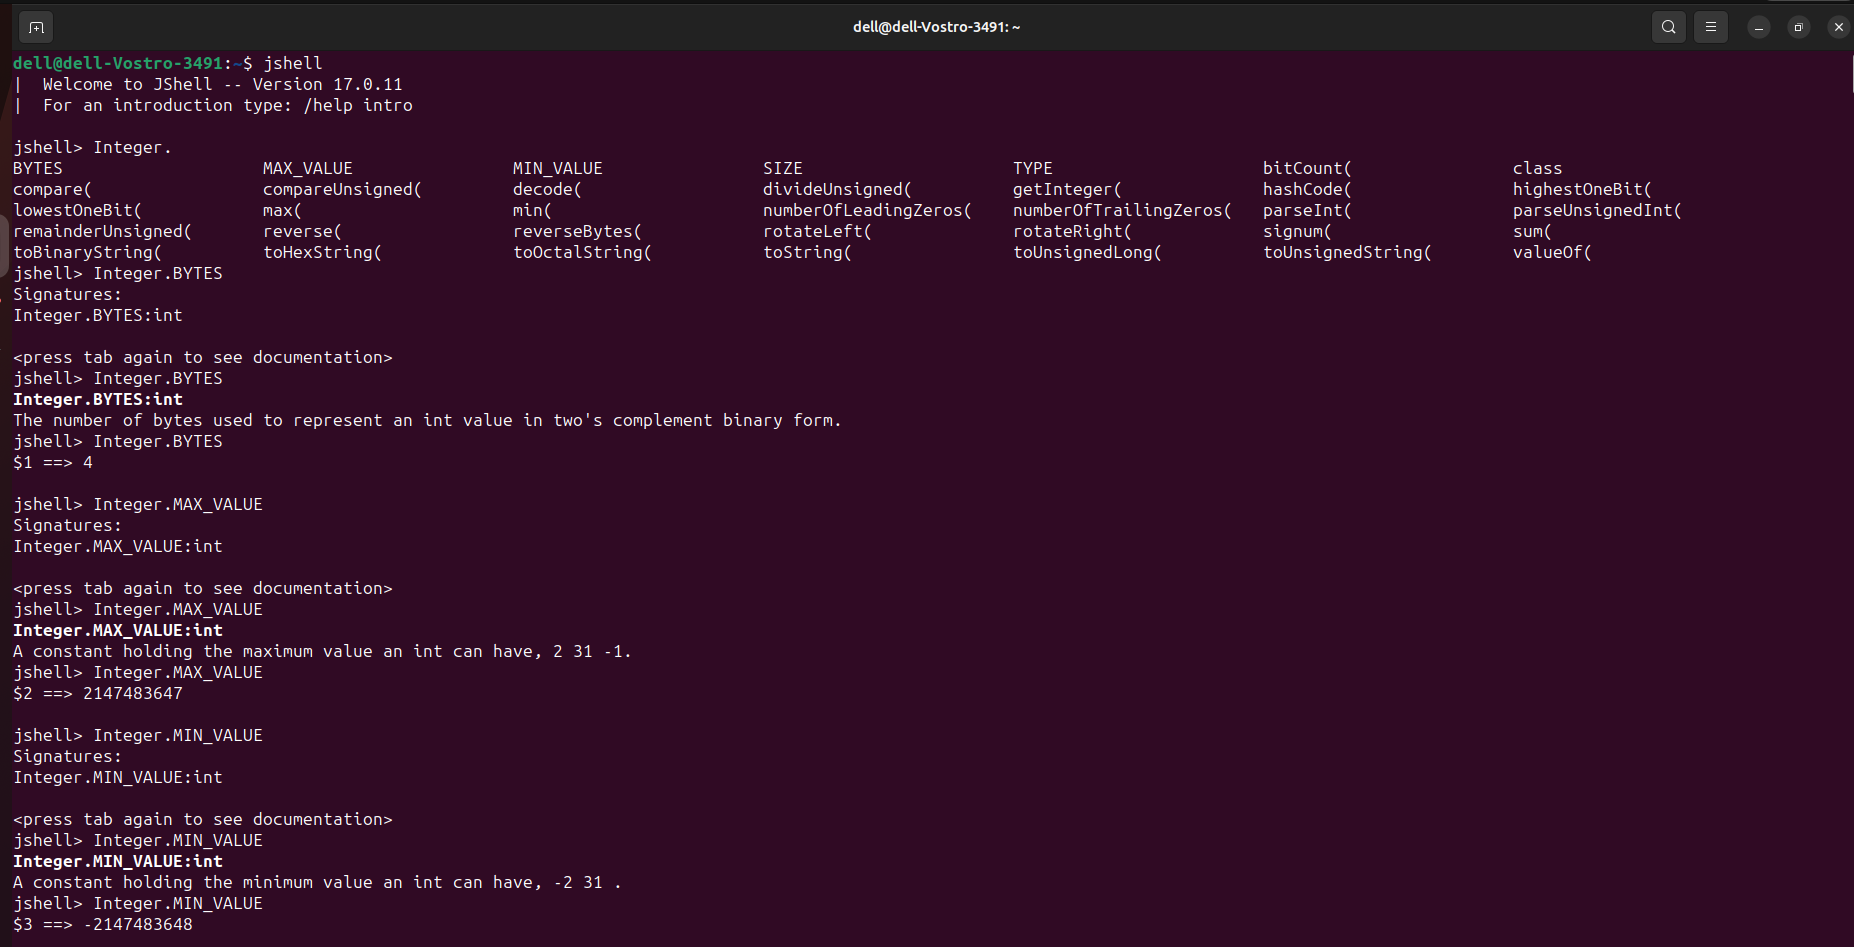 dell@dell-Vostro-3491: ~
dell@dell-Vostro-3491:~$ jshell
|  Welcome to JShell -- Version 17.0.11
|  For an introduction type: /help intro
jshell> Integer.
BYTES                    MAX_VALUE                MIN_VALUE                SIZE                     TYPE                     bitCount(                class
compare(                 compareUnsigned(         decode(                  divideUnsigned(          getInteger(              hashCode(                highestOneBit(
lowestOneBit(            max(                     min(                     numberOfLeadingZeros(    numberOfTrailingZeros(   parseInt(                parseUnsignedInt(
remainderUnsigned(       reverse(                 reverseBytes(            rotateLeft(              rotateRight(             signum(                  sum(
toBinaryString(          toHexString(             toOctalString(           toString(                toUnsignedLong(          toUnsignedString(        valueOf(
jshell> Integer.BYTES
Signatures:
Integer.BYTES:int
<press tab again to see documentation>
jshell> Integer.BYTES
Integer.BYTES:int
The number of bytes used to represent an int value in two's complement binary form.
jshell> Integer.BYTES
$1 ==> 4
jshell> Integer.MAX_VALUE
Signatures:
Integer.MAX_VALUE:int
<press tab again to see documentation>
jshell> Integer.MAX_VALUE
Integer.MAX_VALUE:int
A constant holding the maximum value an int can have, 2 31 -1.
jshell> Integer.MAX_VALUE
$2 ==> 2147483647
jshell> Integer.MIN_VALUE
Signatures:
Integer.MIN_VALUE:int
<press tab again to see documentation>
jshell> Integer.MIN_VALUE
Integer.MIN_VALUE:int
A constant holding the minimum value an int can have, -2 31 .
jshell> Integer.MIN_VALUE
$3 ==> -2147483648